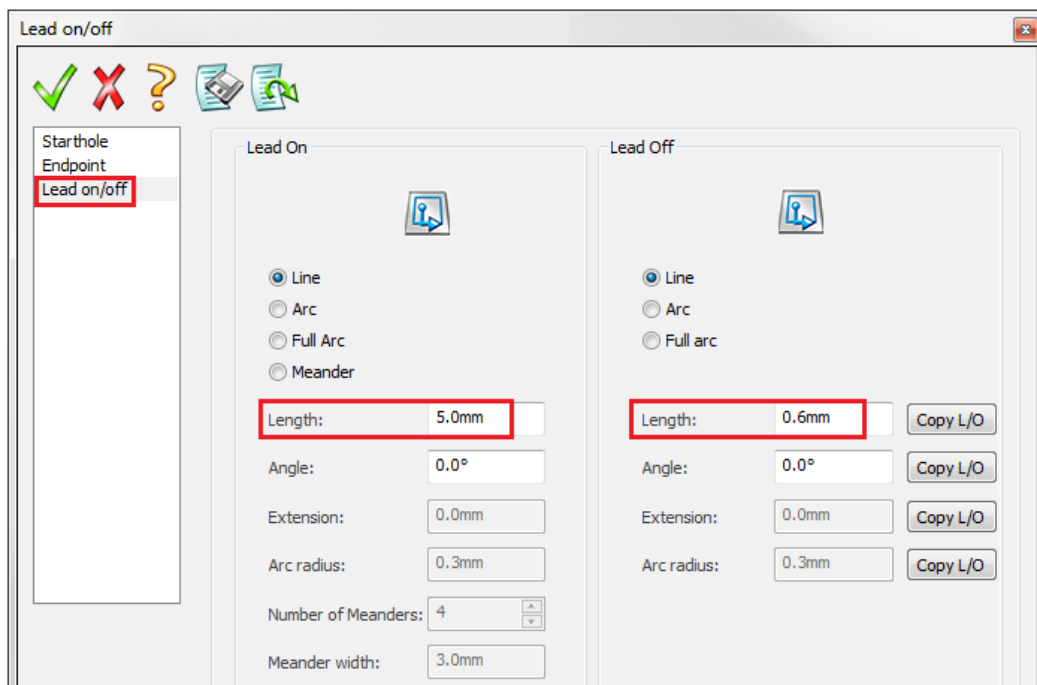 Lead on/off
Starthole
Endpoint
Lead on/off
Lead On
Line
Arc
Full Arc
Meander
Length: 5.0mm
Angle: 0.0°
Extension: 0.0mm
Arc radius: 0.3mm
Number of Meanders: 4
Meander width: 3.0mm
Lead Off
Line
Arc
Full arc
Length: 0.6mm Copy L/O
Angle: 0.0° Copy L/O
Extension: 0.0mm Copy L/O
Arc radius: 0.3mm Copy L/O